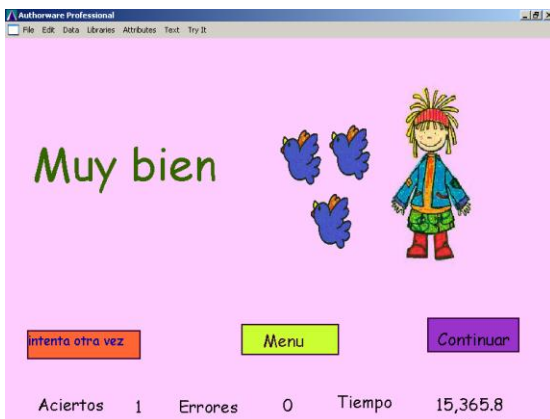 Authorware Professional
File Edit Data Libraries Attributes Text Try It
Muy bien
intenta otra vez
Menu
Continuar
Aciertos 1 Errores 0 Tiempo 15,365.8